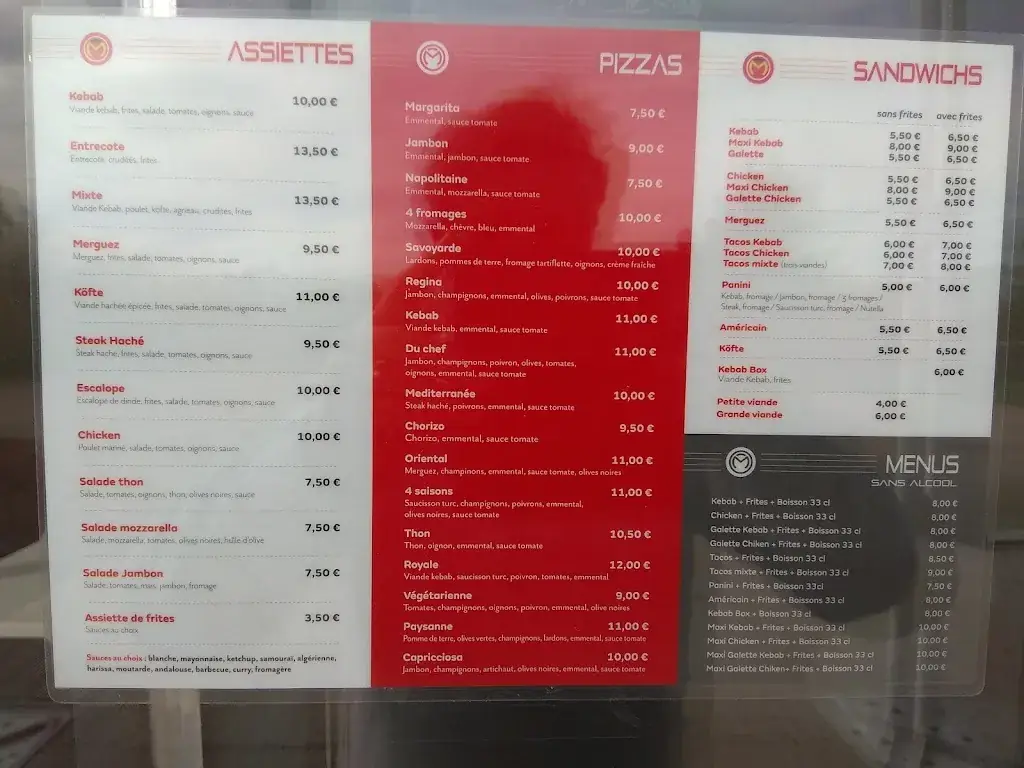 ASSIETTES
Kebab 10,00 €
Viande kebab, frites, salade, tomates, oignons, sauce
Entrecote 13,50 €
Entrecote, crudités, frites
Mixte 13,50 €
Viande Kebab, poulet, köfte, agneau, crudités, frites
Merguez 9,50 €
Merguez, frites, salade, tomates, oignons, sauce
Köfte 11,00 €
Viande hachée épicée, frites, salade, tomates, oignons, sauce
Steak Haché 9,50 €
Steak haché, frites, salade, tomates, oignons, sauce
Escalope 10,00 €
Escalope de dinde, frites, salade, tomates, oignons, sauce
Chicken 10,00 €
Poulet mariné, salade, tomates, oignons, sauce
Salade thon 7,50 €
Salade, tomates, oignons, thon, olives noires, sauce
Salade mozzarella 7,50 €
Salade, mozzarella, tomates, olives noires, huile d'olive
Salade Jambon 7,50 €
Salade, tomates, maïs, jambon, fromage
Assiette de frites 3,50 €
Sauces au choix
Sauces au choix : blanche, mayonnaise, ketchup, samouraï, algérienne,
harissa, moutarde, andalouse, barbecue, curry, fromagère
PIZZAS
Margarita 7,50 €
Emmental, sauce tomate
Jambon 9,00 €
Emmental, jambon, sauce tomate
Napolitaine 7,50 €
Emmental, mozzarella, sauce tomate
4 fromages 10,00 €
Mozzarella, chèvre, bleu, emmental
Savoyarde 10,00 €
Lardons, pommes de terre, fromage tartiflette, oignons, crème fraîche
Regina 10,00 €
Jambon, champignons, emmental, olives, poivrons, sauce tomate
Kebab 11,00 €
Viande kebab, emmental, sauce tomate
Du chef 11,00 €
Jambon, champignons, poivron, olives, tomates,
oignons, emmental, sauce tomate
Mediterranée 10,00 €
Steak haché, poivrons, emmental, sauce tomate
Chorizo 9,50 €
Chorizo, emmental, sauce tomate
Oriental 11,00 €
Merguez, champinons, emmental, sauce tomate, olives noires
4 saisons 11,00 €
Saucisson turc, champignons, poivrons, emmental,
olives noires, sauce tomate
Thon 10,50 €
Thon, oignon, emmental, sauce tomate
Royale 12,00 €
Viande kebab, saucisson turc, poivron, tomates, emmental
Végétarienne 9,00 €
Tomates, champignons, oignons, poivron, emmental, olive noires
Paysanne 11,00 €
Pomme de terre, olives vertes, champignons, lardons, emmental, sauce tomate
Capricciosa 10,00 €
Jambon, champignons, artichaut, olives noires, emmental, sauce tomate
SANDWICHS
sans frites avec frites
Kebab 5,50 € 6,50 €
Maxi Kebab 8,00 € 9,00 €
Galette 5,50 € 6,50 €
Chicken 5,50 € 6,50 €
Maxi Chicken 8,00 € 9,00 €
Galette Chicken 5,50 € 6,50 €
Merguez 5,50 € 6,50 €
Tacos Kebab 6,00 € 7,00 €
Tacos Chicken 6,00 € 7,00 €
Tacos mixte (trois viandes) 7,00 € 8,00 €
Panini 5,00 € 6,00 €
Kebab, fromage / Jambon, fromage / 3 fromages /
Steak, fromage / Saucisson turc, fromage / Nutella
Américain 5,50 € 6,50 €
Köfte 5,50 € 6,50 €
Kebab Box 6,00 €
Viande Kebab, frites
Petite viande 4,00 €
Grande viande 6,00 €
MENUS
SANS ALCOOL
Kebab + Frites + Boisson 33 cl 8,00 €
Chicken + Frites + Boisson 33 cl 8,00 €
Galette Kebab + Frites + Boisson 33 cl 8,00 €
Galette Chiken + Frites + Boisson 33 cl 8,00 €
Tacos + Frites + Boisson 33 cl 8,50 €
Tacos mixte + Frites + Boisson 33 cl 9,00 €
Panini + Frites + Boisson 33cl 7,50 €
Américain + Frites + Boissons 33 cl 8,00 €
Kebab Box + Boisson 33 cl 8,00 €
Maxi Kebab + Frites + Boisson 33 cl 10,00 €
Maxi Chicken + Frites + Boisson 33 cl 10,00 €
Maxi Galette Kebab + Frites + Boisson 33 cl 10,00 €
Maxi Galette Chiken+ Frites + Boisson 33 cl 10,00 €